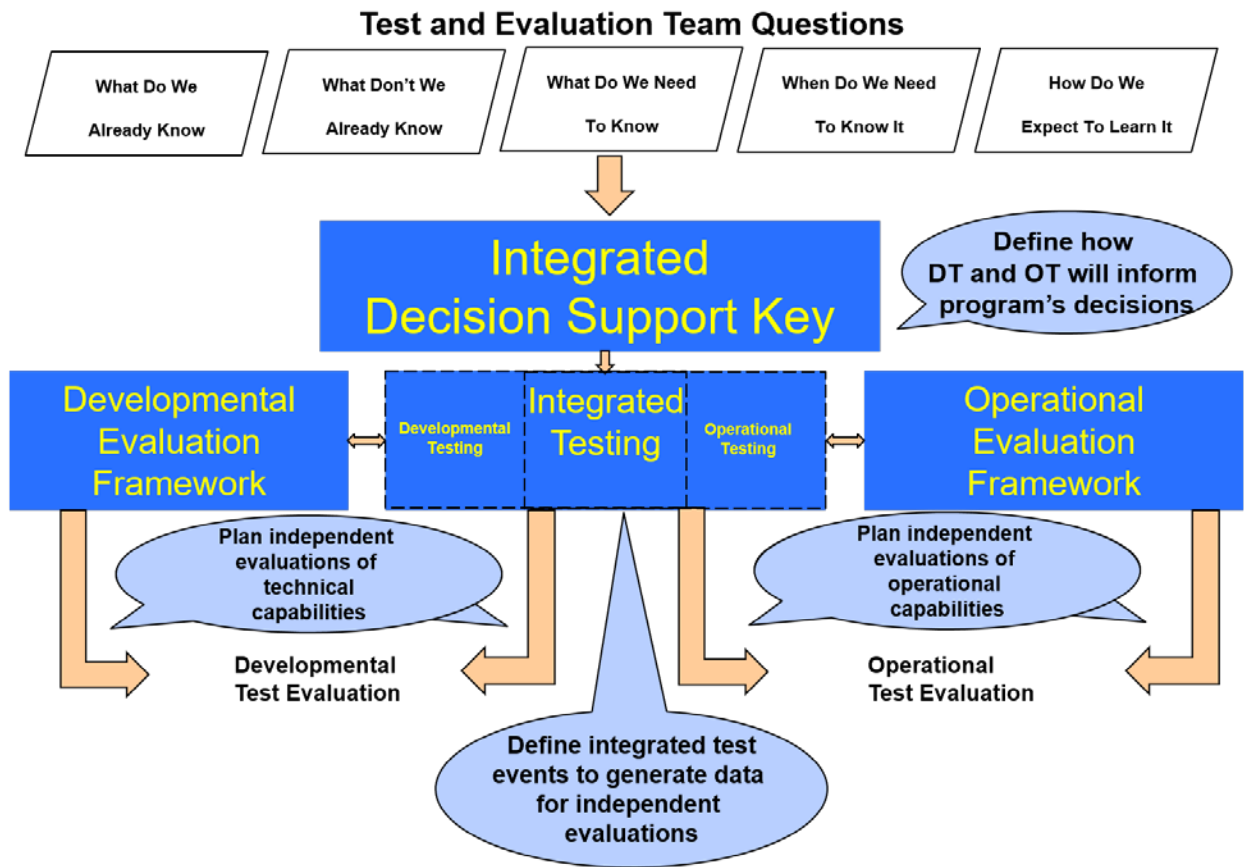 Test and Evaluation Team Questions
What Do We
Already Know
What Don't We
Already Know
What Do We Need
To Know
When Do We Need
To Know It
How Do We
Expect To Learn It
Integrated
Decision Support Key
Define how
DT and OT will inform
program's decisions
Developmental
Evaluation
Framework
Developmental
Testing
Integrated
Testing
Operational
Testing
Operational
Evaluation
Framework
Plan independent
evaluations of
technical
capabilities
Plan independent
evaluations of
operational
capabilities
Developmental
Test Evaluation
Operational
Test Evaluation
Define integrated test
events to generate data
for independent
evaluations